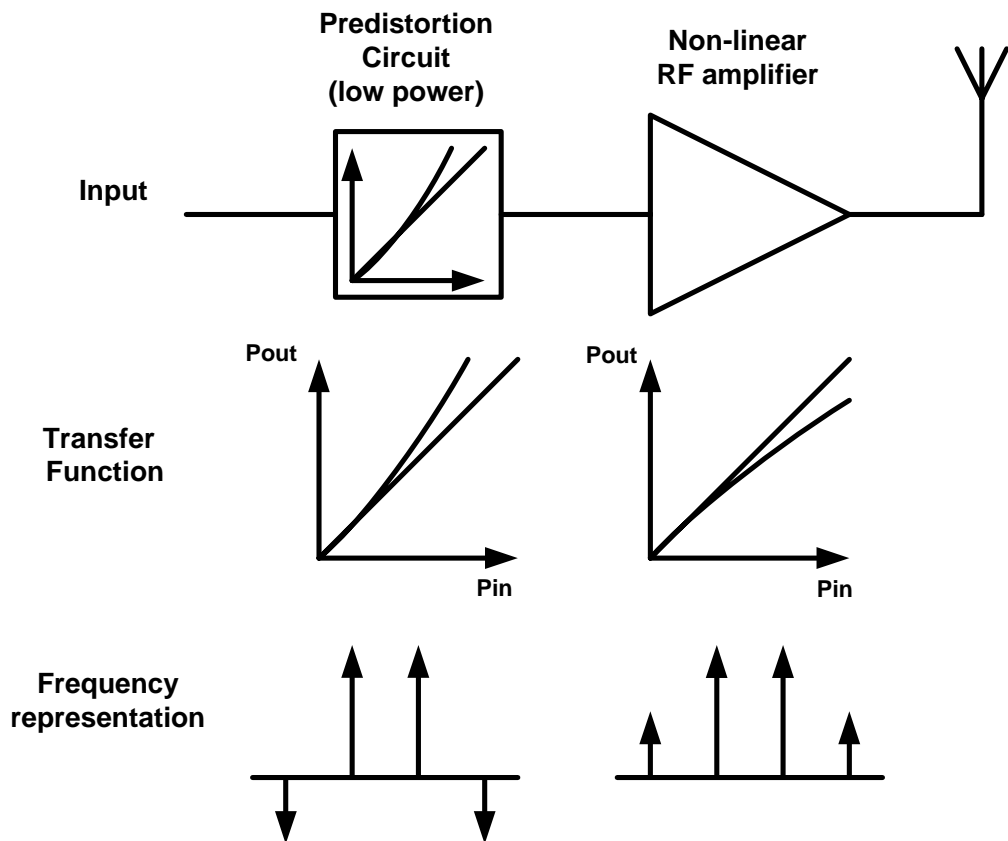 Predistortion
Circuit
(low power)
Non-linear
RF amplifier
Input
Pout
Pout
Transfer
Function
Pin
Pin
Frequency
representation